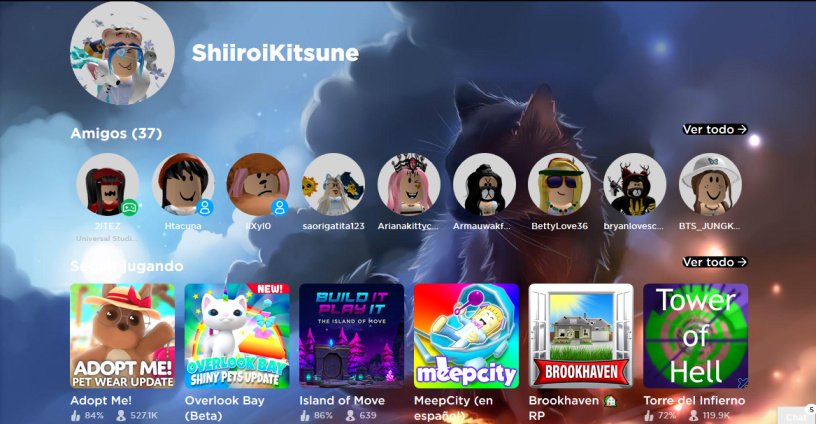 ShiiroiKitsune
Amigos (37)
Ver todo →
2ITEZ
Htacuna
saorigatita123
Arianakittyc...
Armauwakf...
BettyLove36
bryanlovesc...
BTS_JUNGK...
Universal Studi...
jugando
Ver todo →
ADOPT ME!
PET WEAR UPDATE
NEW!
OVERLOOK BAY
SHINY PETS UPDATE
BUILD IT
PLAY IT
THE ISLAND OF MOVE
meepcity
BROOKHAVEN
Tower
of
Hell
Adopt Me!
84% 527.1K
Overlook Bay
(Beta)
Island of Move
86% 639
MeepCity (en
español)
Brookhaven
RP
Torre del Infierno
72% 119.9K
Chat
5